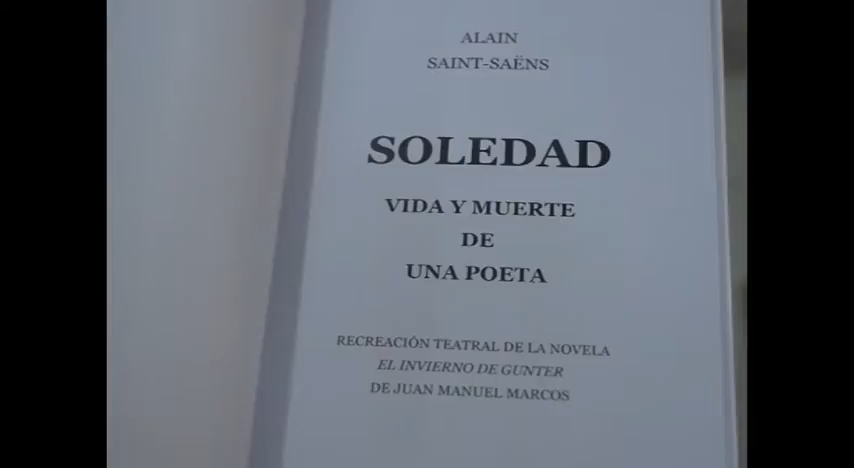 ALAIN
SAINT-SAËNS
SOLEDAD
VIDA Y MUERTE
DE
UNA POETA
RECREACIÓN TEATRAL DE LA NOVELA
EL INVIERNO DE GUNTER
DE JUAN MANUEL MARCOS